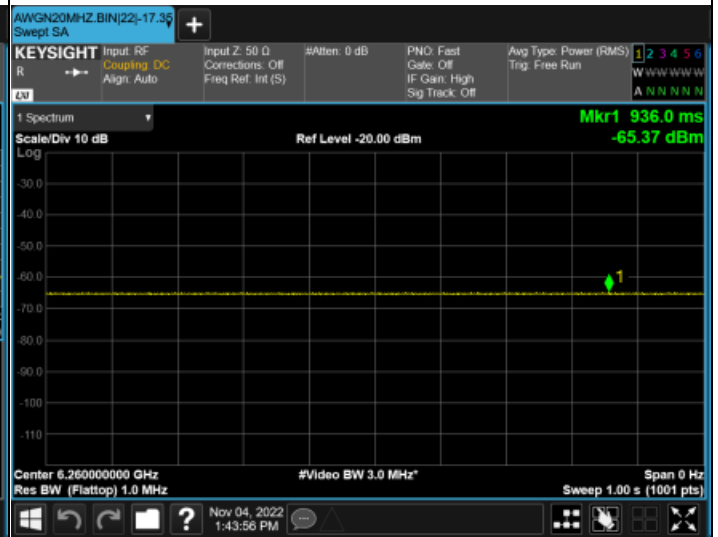 AWGN20MHZ.BIN|22|-17.35
Swept SA
+
KEYSIGHT Input: RF Input Z: 50 Ω #Atten: 0 dB PNO: Fast Avg Type: Power (RMS) 1 2 3 4 5 6
R Coupling: DC Corrections: Off Gate: Off Trig: Free Run W W W W W W
Align: Auto Freq Ref: Int (S) IF Gain: High
LXI Sig Track: Off A N N N N N
1 Spectrum Mkr1 936.0 ms
Scale/Div 10 dB Ref Level -20.00 dBm -65.37 dBm
Log
-30.0
-40.0
-50.0
-60.0
1
-70.0
-80.0
-90.0
-100
-110
Center 6.260000000 GHz #Video BW 3.0 MHz* Span 0 Hz
Res BW (Flattop) 1.0 MHz Sweep 1.00 s (1001 pts)
? Nov 04, 2022
1:43:56 PM